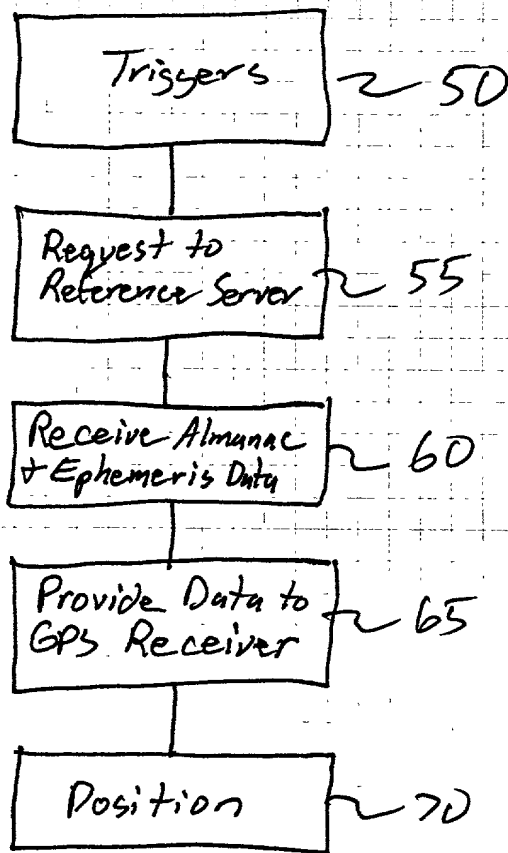 Triggers 50
Request to
Reference Server 55
Receive Almanac
+ Ephemeris Data 60
Provide Data to
GPS Receiver 65
Position 70